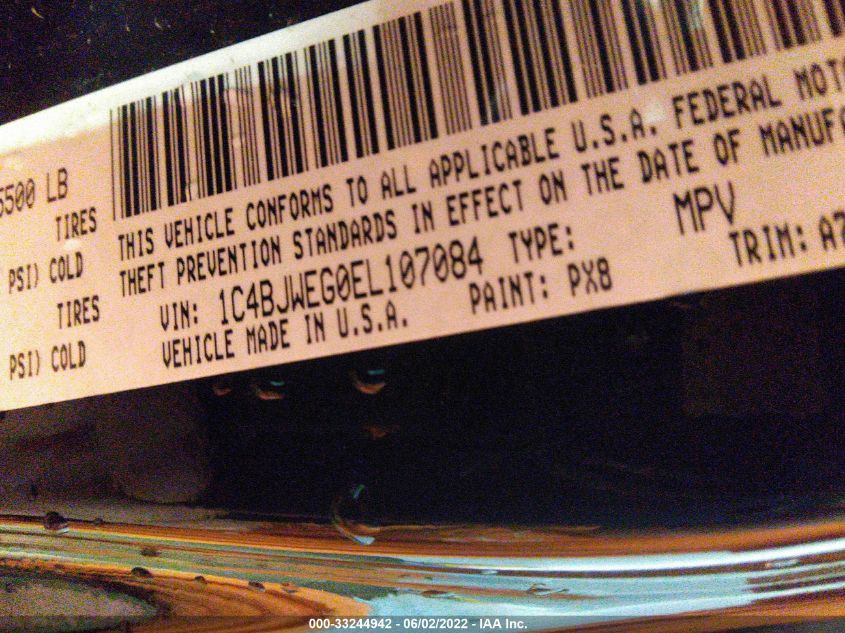 5500 LB
TIRES
PSI) COLD
TIRES
PSI) COLD
THIS VEHICLE CONFORMS TO ALL APPLICABLE U.S.A. FEDERAL MOTO
THEFT PREVENTION STANDARDS IN EFFECT ON THE DATE OF MANUFA
VIN: 1C4BJWEG0EL107084 TYPE: MPV
VEHICLE MADE IN U.S.A. PAINT: PX8 TRIM: A7
000-33244942 - 06/02/2022 - IAA Inc.